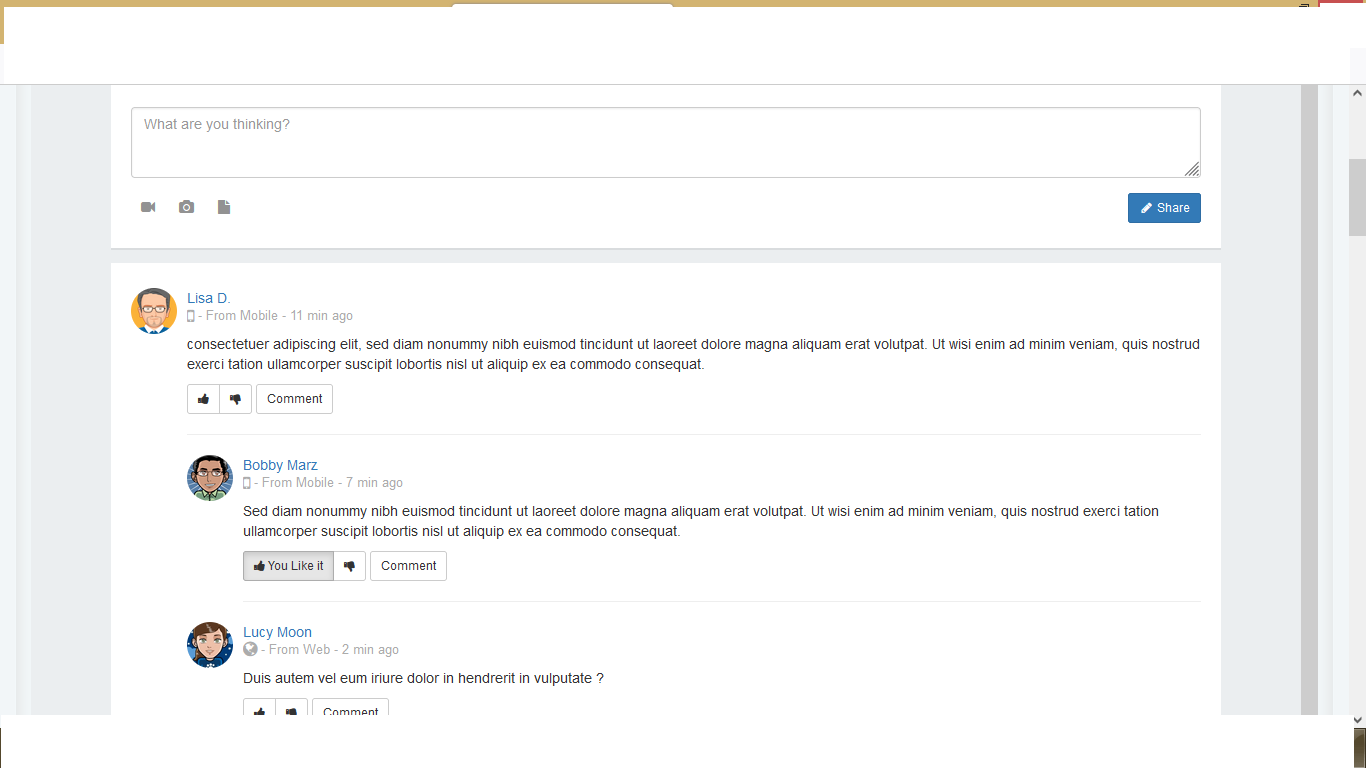 What are you thinking?
Share
Lisa D.
- From Mobile - 11 min ago
consectetuer adipiscing elit, sed diam nonummy nibh euismod tincidunt ut laoreet dolore magna aliquam erat volutpat. Ut wisi enim ad minim veniam, quis nostrud
exerci tation ullamcorper suscipit lobortis nisl ut aliquip ex ea commodo consequat.
Comment
Bobby Marz
- From Mobile - 7 min ago
Sed diam nonummy nibh euismod tincidunt ut laoreet dolore magna aliquam erat volutpat. Ut wisi enim ad minim veniam, quis nostrud exerci tation
ullamcorper suscipit lobortis nisl ut aliquip ex ea commodo consequat.
You Like it
Comment
Lucy Moon
- From Web - 2 min ago
Duis autem vel eum iriure dolor in hendrerit in vulputate ?
Comment